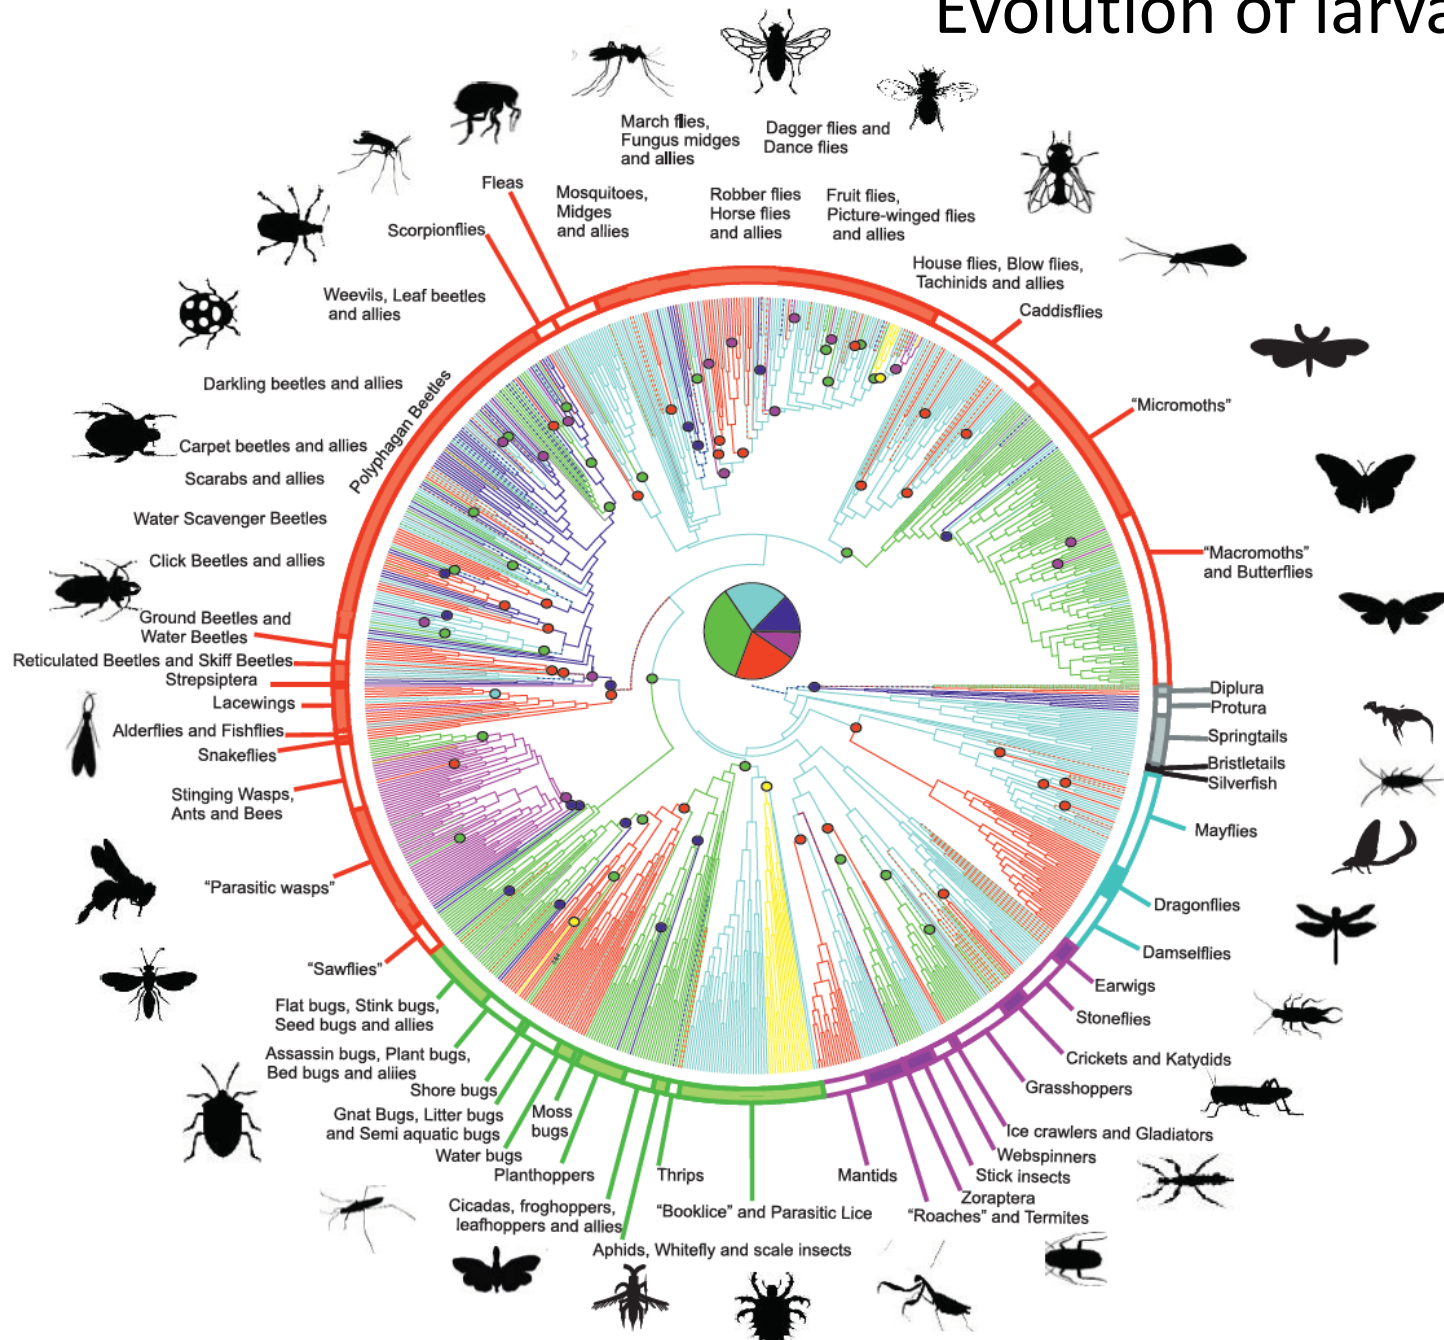 Evolution of larva
March flies,
Fungus midges
and allies
Dagger flies and
Dance flies
Fleas
Mosquitoes,
Midges
and allies
Robber flies
Horse flies
and allies
Fruit flies,
Picture-winged flies
and allies
Scorpionflies
House flies, Blow flies,
Tachinids and allies
Weevils, Leaf beetles
and allies
Caddisflies
Darkling beetles and allies
Polyphagan Beetles
"Micromoths"
Carpet beetles and allies
Scarabs and allies
Water Scavenger Beetles
Click Beetles and allies
"Macromoths"
and Butterflies
Ground Beetles and
Water Beetles
Reticulated Beetles and Skiff Beetles
Strepsiptera
Lacewings
Alderflies and Fishflies
Snakeflies
Diplura
Protura
Springtails
Bristletails
Silverfish
Stinging Wasps,
Ants and Bees
Mayflies
"Parasitic wasps"
Dragonflies
Damselflies
"Sawflies"
Earwigs
Flat bugs, Stink bugs,
Seed bugs and allies
Stoneflies
Assassin bugs, Plant bugs,
Bed bugs and aliies
Crickets and Katydids
Shore bugs
Grasshoppers
Gnat Bugs, Litter bugs
and Semi aquatic bugs
Moss
bugs
Ice crawlers and Gladiators
Water bugs
Webspinners
Planthoppers
Thrips
Mantids
Stick insects
Zoraptera
Cicadas, froghoppers,
leafhoppers and allies
"Booklice" and Parasitic Lice
"Roaches" and Termites
Aphids, Whitefly and scale insects